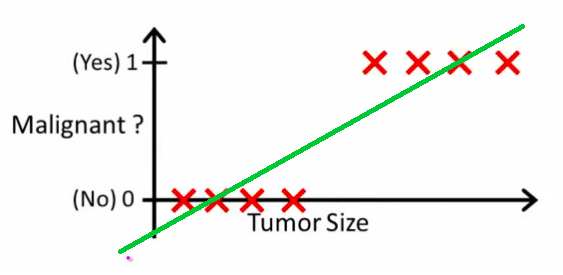 (Yes) 1
Malignant ?
(No) 0
Tumor Size